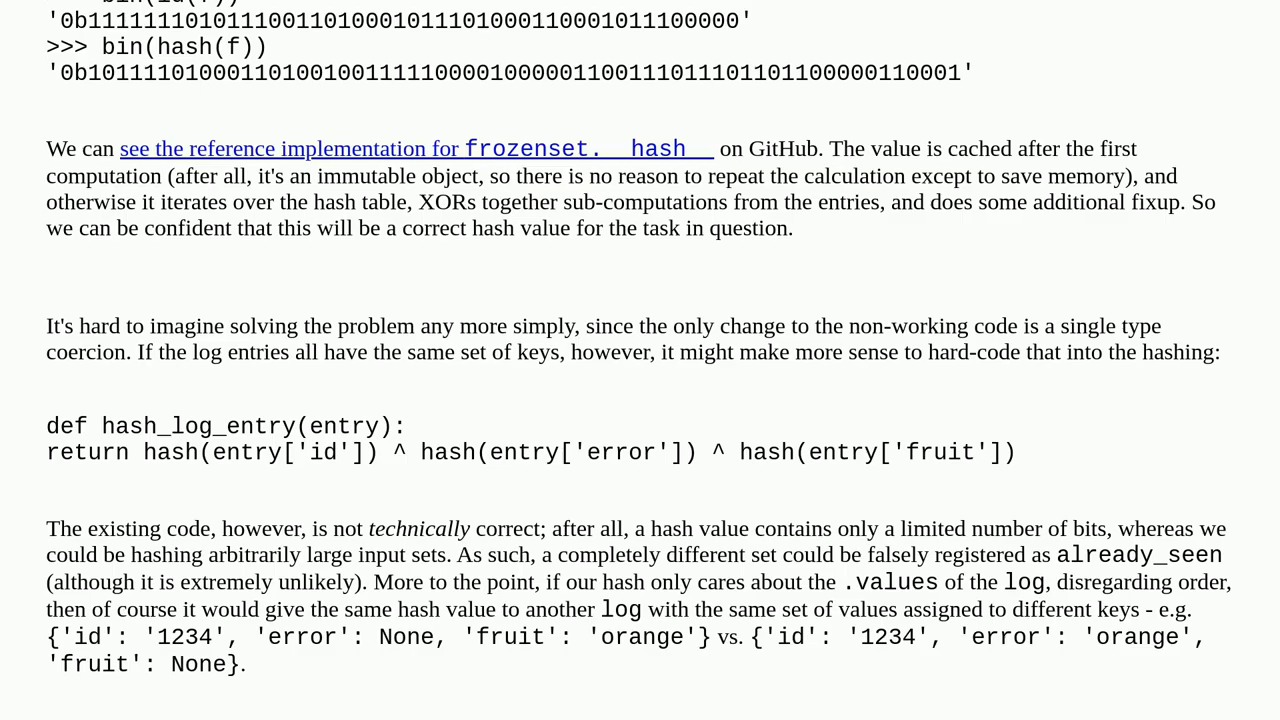 >>> bin(id(f))
'0b11111110101110011010001011101000110001011100000'
>>> bin(hash(f))
'0b10111101000110100100111110000100000110011101110110110000011​0001'
We can see the reference implementation for frozenset.__hash__ on GitHub. The value is cached after the first
computation (after all, it's an immutable object, so there is no reason to repeat the calculation except to save memory), and
otherwise it iterates over the hash table, XORs together sub-computations from the entries, and does some additional fixup. So
we can be confident that this will be a correct hash value for the task in question.
It's hard to imagine solving the problem any more simply, since the only change to the non-working code is a single type
coercion. If the log entries all have the same set of keys, however, it might make more sense to hard-code that into the hashing:
def hash_log_entry(entry):
return hash(entry['id']) ^ hash(entry['error']) ^ hash(entry['fruit'])
The existing code, however, is not technically correct; after all, a hash value contains only a limited number of bits, whereas we
could be hashing arbitrarily large input sets. As such, a completely different set could be falsely registered as already_seen
(although it is extremely unlikely). More to the point, if our hash only cares about the .values of the log, disregarding order,
then of course it would give the same hash value to another log with the same set of values assigned to different keys - e.g.
{'id': '1234', 'error': None, 'fruit': 'orange'} vs. {'id': '1234', 'error': 'orange',
'fruit': None}.